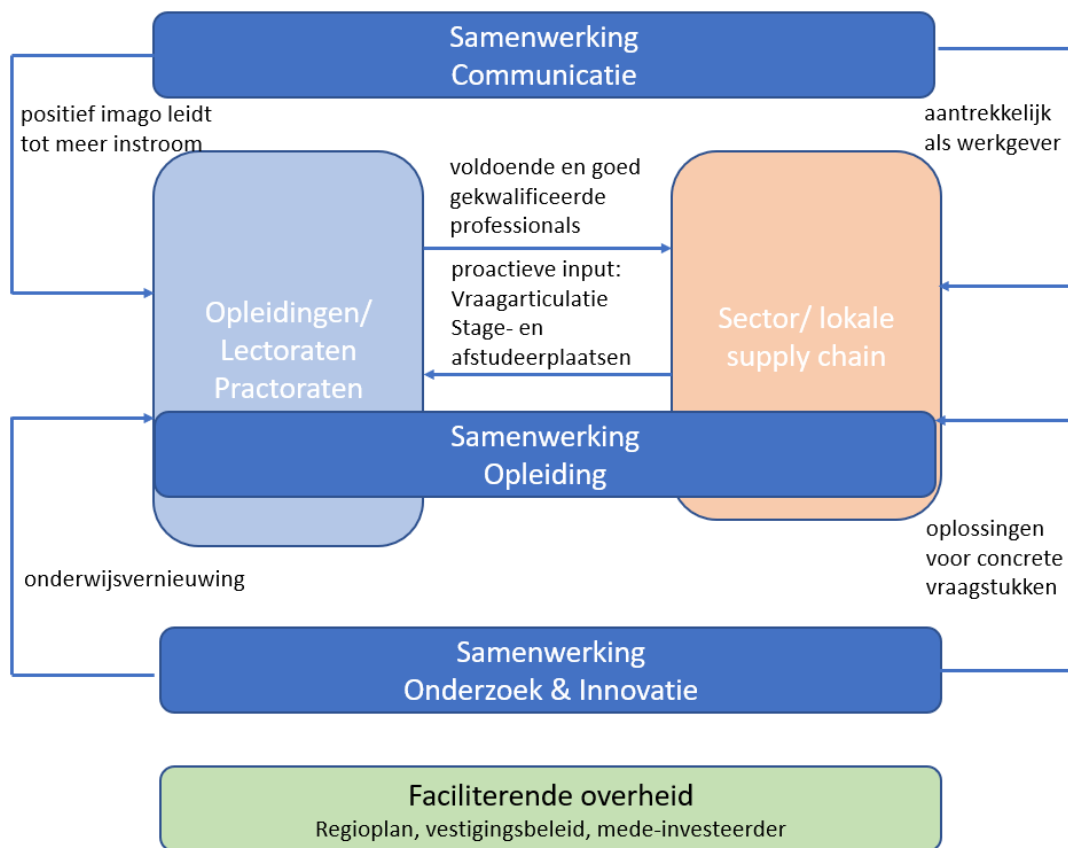 Samenwerking
Communicatie
positief imago leidt
tot meer instroom
aantrekkelijk
als werkgever
voldoende en goed
gekwalificeerde
professionals
proactieve input:
Vraagarticulatie
Stage- en
afstudeerplaatsen
Opleidingen/
Lectoraten
Practoraten
Sector/ lokale
supply chain
Samenwerking
Opleiding
onderwijsvernieuwing
oplossingen
voor concrete
vraagstukken
Samenwerking
Onderzoek & Innovatie
Faciliterende overheid
Regioplan, vestigingsbeleid, mede-investeerder